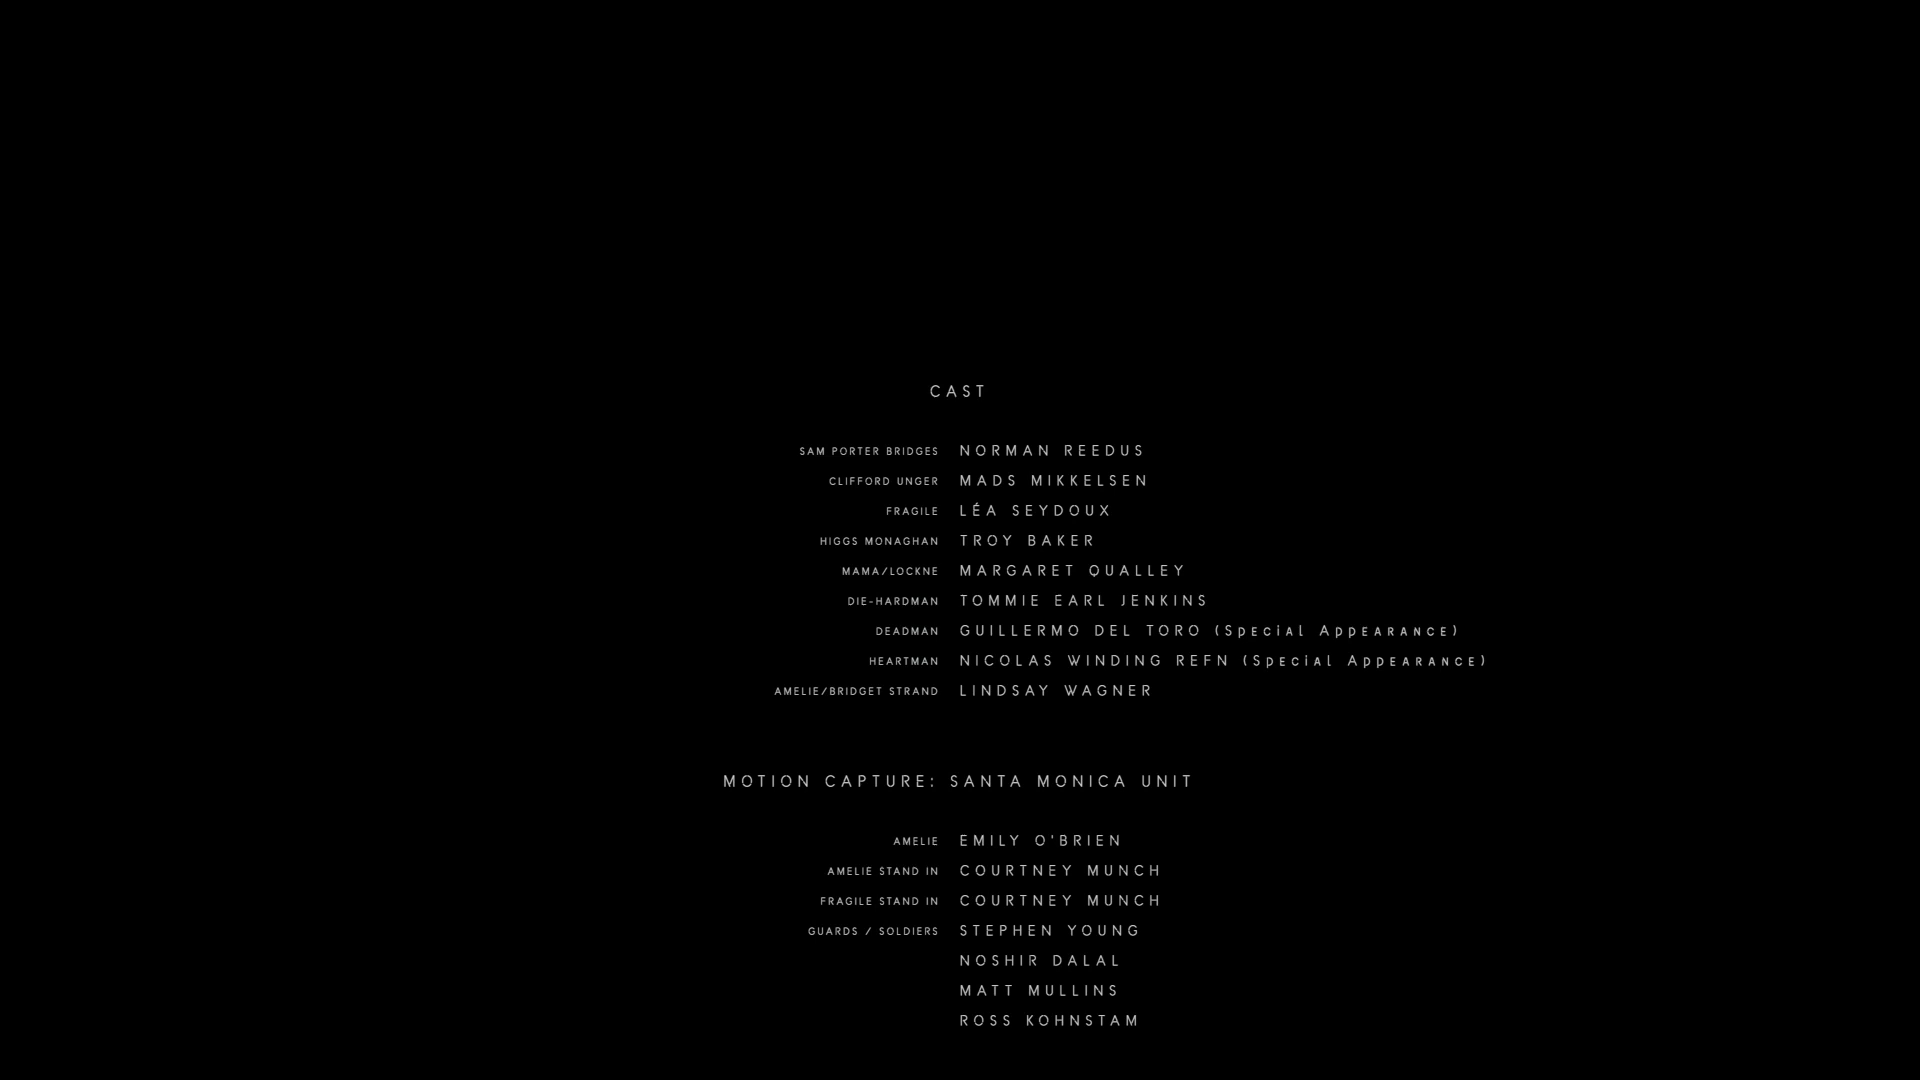 CAST
SAM PORTER BRIDGES NORMAN REEDUS
CLIFFORD UNGER MADS MIKKELSEN
FRAGILE LÉA SEYDOUX
HIGGS MONAGHAN TROY BAKER
MAMA/LOCKNE MARGARET QUALLEY
DIE-HARDMAN TOMMIE EARL JENKINS
DEADMAN GUILLERMO DEL TORO (Special Appearance)
HEARTMAN NICOLAS WINDING REFN (Special Appearance)
AMELIE/BRIDGET STRAND LINDSAY WAGNER
MOTION CAPTURE: SANTA MONICA UNIT
AMELIE EMILY O'BRIEN
AMELIE STAND IN COURTNEY MUNCH
FRAGILE STAND IN COURTNEY MUNCH
GUARDS / SOLDIERS STEPHEN YOUNG
NOSHIR DALAL
MATT MULLINS
ROSS KOHNSTAM